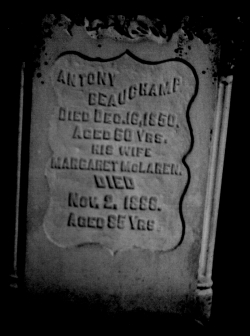 ANTONY
BEAUCHAMP
DIED DEC. 16, 1850,
AGED 60 YRS.
HIS WIFE
MARGARET MCLAREN.
DIED
NOV. 2, 1888.
AGED 85 YRS.